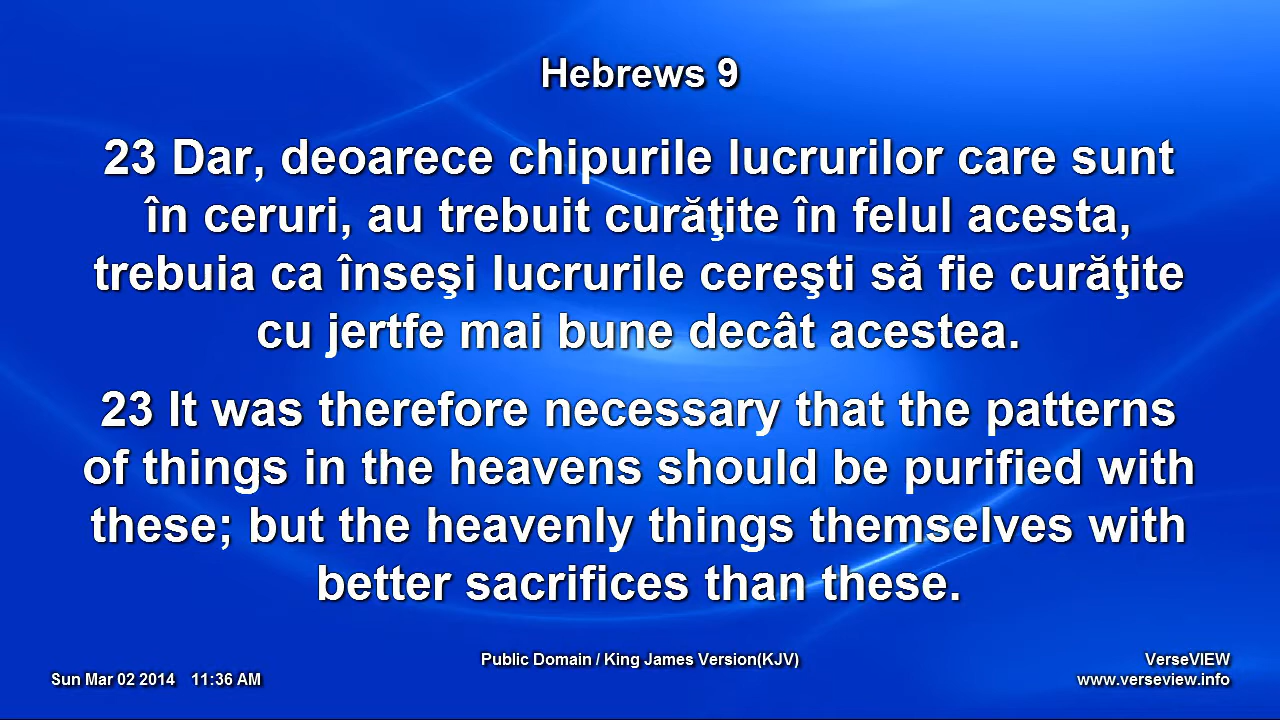 Hebrews 9
23 Dar, deoarece chipurile lucrurilor care sunt
în ceruri, au trebuit curăţite în felul acesta,
trebuia ca înseşi lucrurile cereşti să fie curăţite
cu jertfe mai bune decât acestea.
23 It was therefore necessary that the patterns
of things in the heavens should be purified with
these; but the heavenly things themselves with
better sacrifices than these.
Public Domain / King James Version(KJV)
Sun Mar 02 2014 11:36 AM
VerseVIEW
www.verseview.info